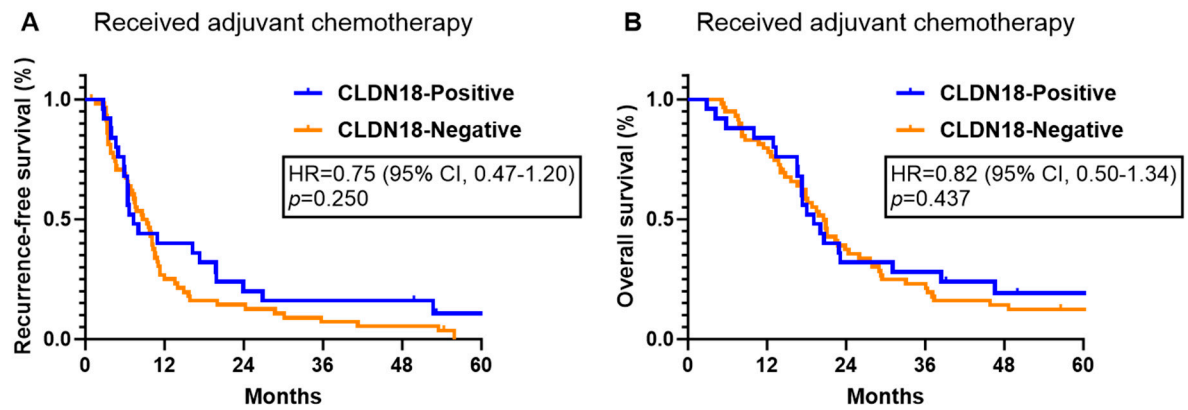 A Received adjuvant chemotherapy
Recurrence-free survival (%)
1.0
0.5
0.0
CLDN18-Positive
CLDN18-Negative
HR=0.75 (95% CI, 0.47-1.20)
p=0.250
0 12 24 36 48 60
Months
B Received adjuvant chemotherapy
Overall survival (%)
1.0
0.5
0.0
CLDN18-Positive
CLDN18-Negative
HR=0.82 (95% CI, 0.50-1.34)
p=0.437
0 12 24 36 48 60
Months